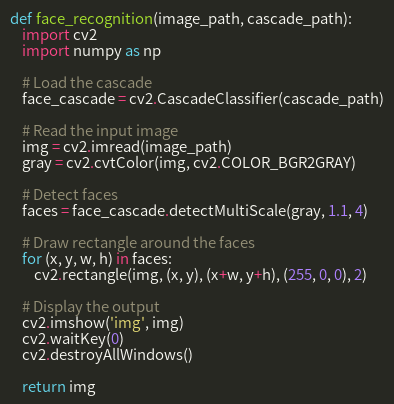 def face_recognition(image_path, cascade_path):
    import cv2
    import numpy as np

    # Load the cascade
    face_cascade = cv2.CascadeClassifier(cascade_path)

    # Read the input image
    img = cv2.imread(image_path)
    gray = cv2.cvtColor(img, cv2.COLOR_BGR2GRAY)

    # Detect faces
    faces = face_cascade.detectMultiScale(gray, 1.1, 4)

    # Draw rectangle around the faces
    for (x, y, w, h) in faces:
        cv2.rectangle(img, (x, y), (x+w, y+h), (255, 0, 0), 2)

    # Display the output
    cv2.imshow('img', img)
    cv2.waitKey(0)
    cv2.destroyAllWindows()

    return img